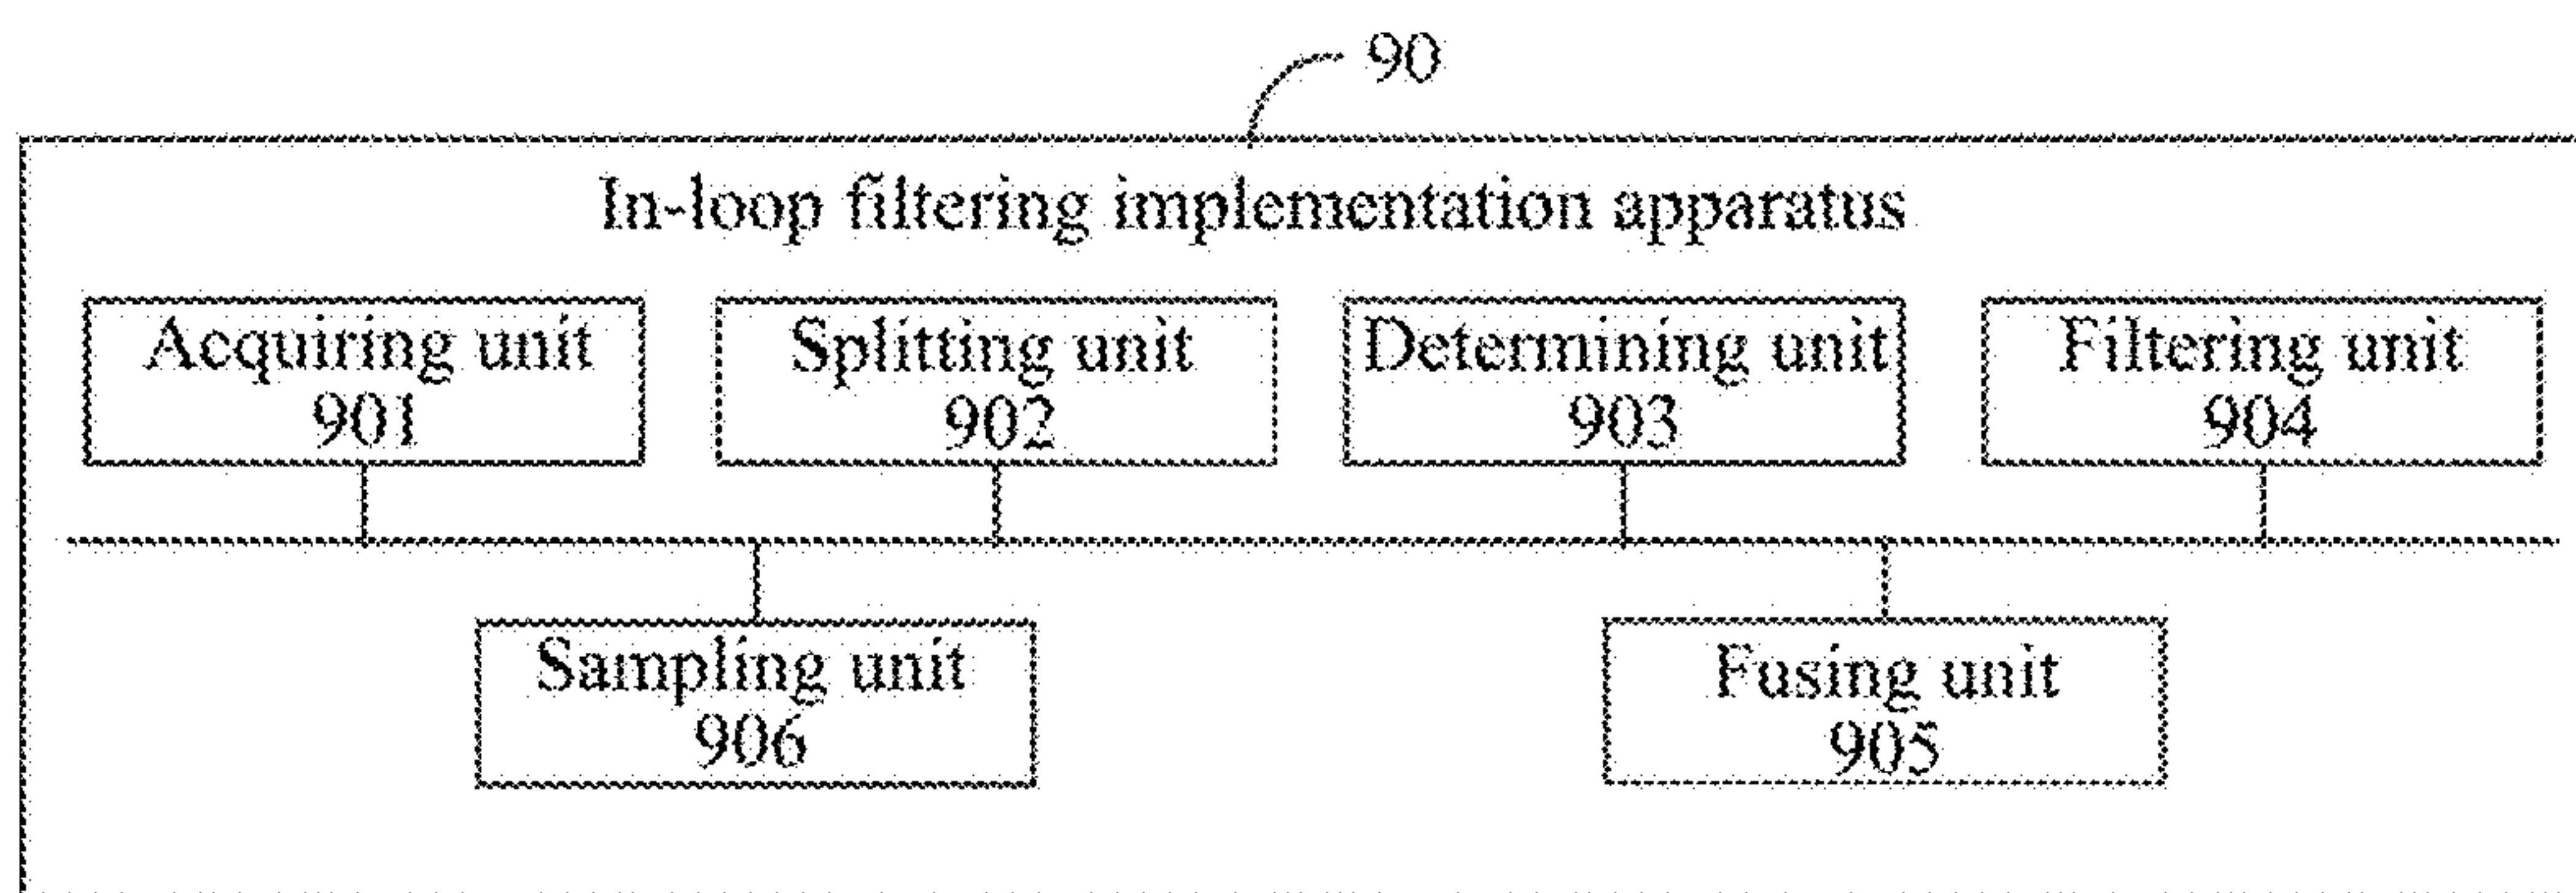 90
In-loop filtering implementation apparatus
Acquiring unit
901
Splitting unit
902
Determining unit
903
Filtering unit
904
Sampling unit
906
Fusing unit
905